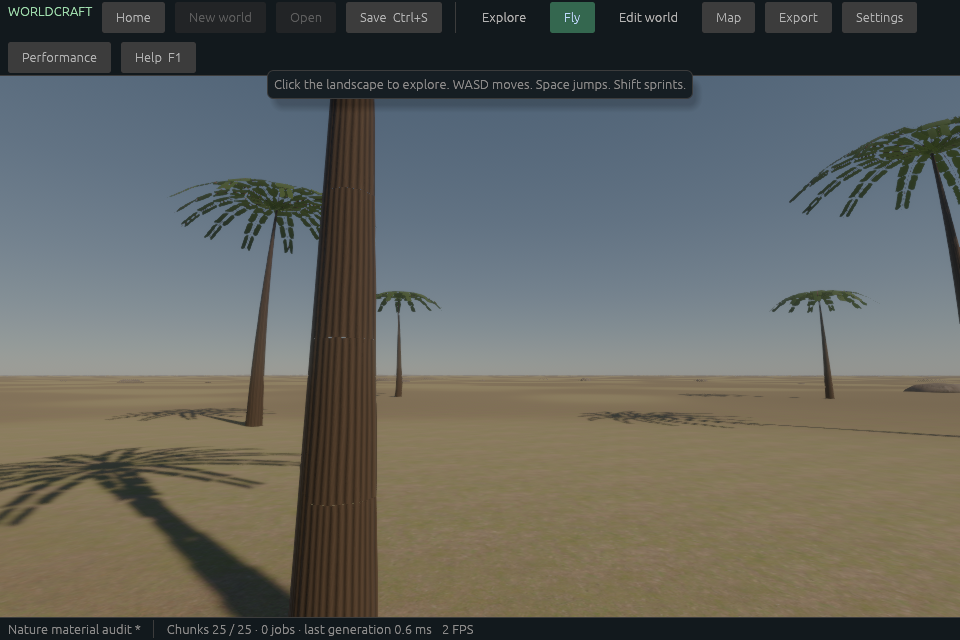 WORLDCRAFT Home New world Open Save Ctrl+S Explore Fly Edit world Map Export Settings
Performance Help F1
Click the landscape to explore. WASD moves. Space jumps. Shift sprints.
Nature material audit * Chunks 25 / 25 · 0 jobs · last generation 0.6 ms 2 FPS